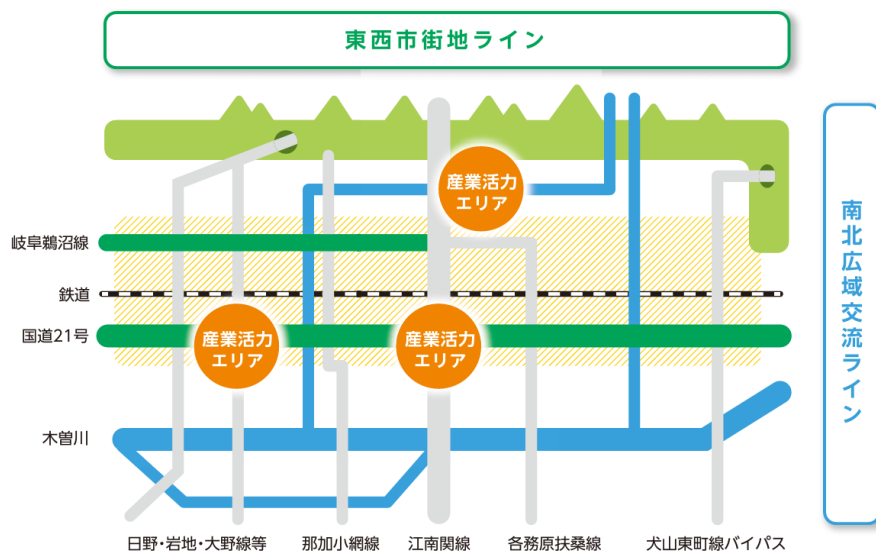 東西市街地ライン
産業活力
エリア
南北広域交流ライン
岐阜鵜沼線
鉄道
国道21号
産業活力
エリア
産業活力
エリア
木曽川
日野・岩地・大野線等
那加小網線
江南関線
各務原扶桑線
犬山東町線バイパス